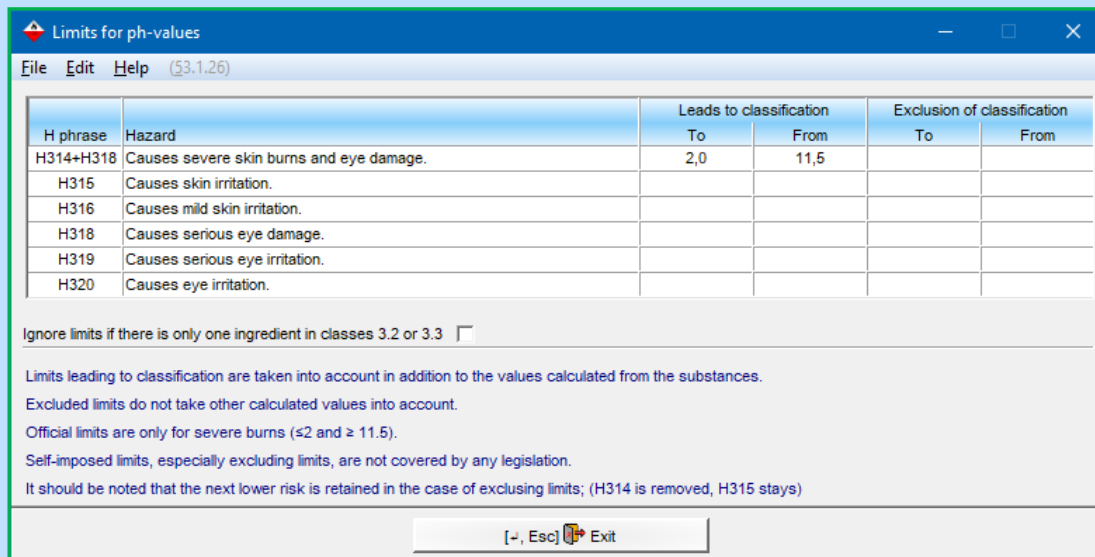 Limits for ph-values
File Edit Help (53.1.26)
Leads to classification Exclusion of classification
H phrase Hazard To From To From
H314+H318 Causes severe skin burns and eye damage. 2,0 11,5
H315 Causes skin irritation.
H316 Causes mild skin irritation.
H318 Causes serious eye damage.
H319 Causes serious eye irritation.
H320 Causes eye irritation.
Ignore limits if there is only one ingredient in classes 3.2 or 3.3
Limits leading to classification are taken into account in addition to the values calculated from the substances.
Excluded limits do not take other calculated values into account.
Official limits are only for severe burns (≤2 and ≥ 11.5).
Self-imposed limits, especially excluding limits, are not covered by any legislation.
It should be noted that the next lower risk is retained in the case of exclusing limits; (H314 is removed, H315 stays)
[↵, Esc] Exit